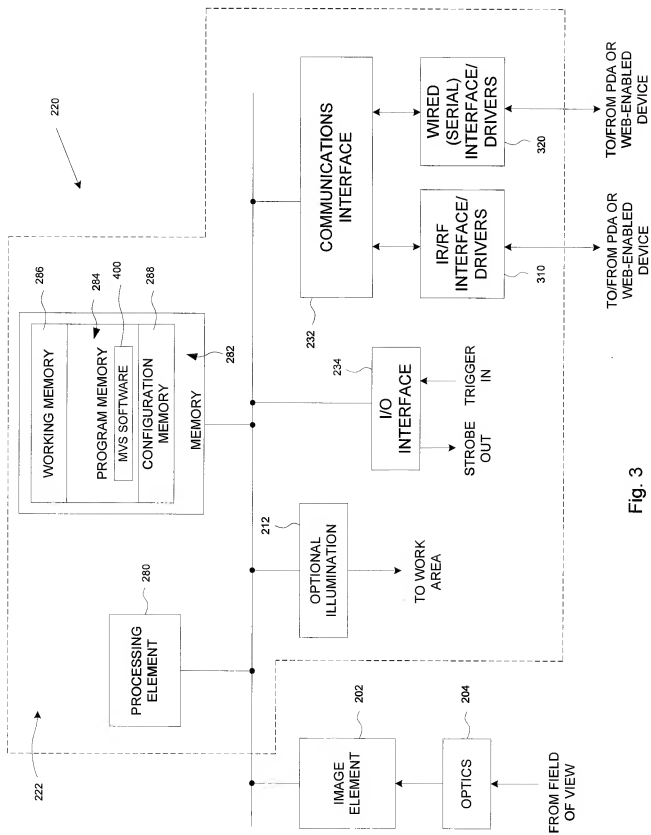 220
222
PROCESSING
ELEMENT
280
WORKING MEMORY
PROGRAM MEMORY
MVS SOFTWARE
CONFIGURATION
MEMORY
MEMORY
286
284
400
288
282
IMAGE
ELEMENT
202
OPTICS
204
FROM FIELD
OF VIEW
OPTIONAL
ILLUMINATION
212
TO WORK
AREA
I/O
INTERFACE
234
STROBE
OUT
TRIGGER
IN
COMMUNICATIONS
INTERFACE
232
IR/RF
INTERFACE/
DRIVERS
310
WIRED
(SERIAL)
INTERFACE/
DRIVERS
320
TO/FROM PDA OR
WEB-ENABLED
DEVICE
TO/FROM PDA OR
WEB-ENABLED
DEVICE
Fig. 3